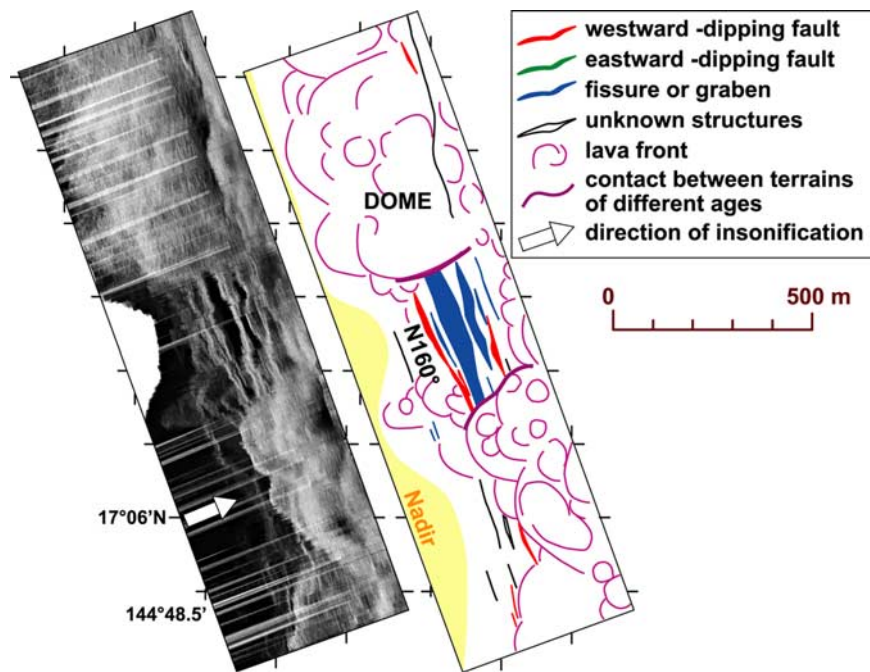 westward -dipping fault
eastward -dipping fault
fissure or graben
unknown structures
lava front
contact between terrains
of different ages
direction of insonification
DOME
0 500 m
N160°
Nadir
17°06'N
144°48.5'